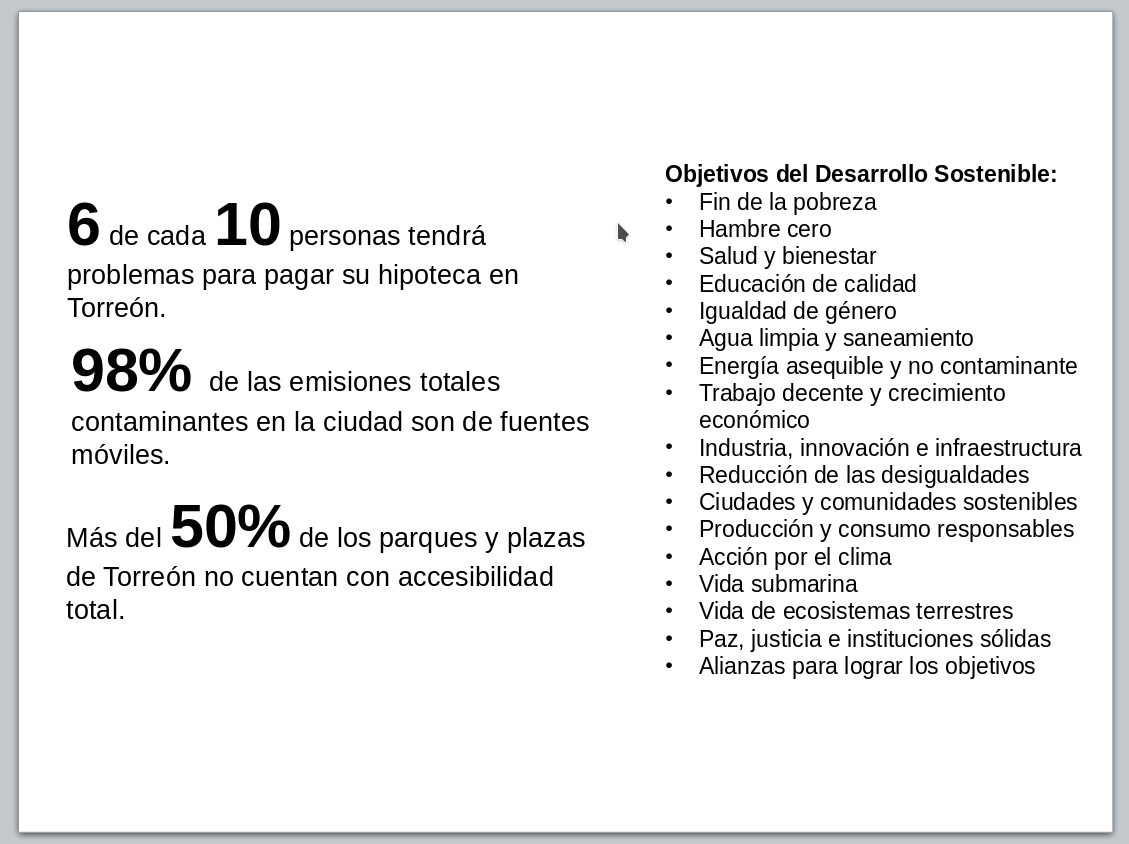 6 de cada 10 personas tendrá
problemas para pagar su hipoteca en
Torreón.
98% de las emisiones totales
contaminantes en la ciudad son de fuentes
móviles.
Más del 50% de los parques y plazas
de Torreón no cuentan con accesibilidad
total.
Objetivos del Desarrollo Sostenible:
• Fin de la pobreza
• Hambre cero
• Salud y bienestar
• Educación de calidad
• Igualdad de género
• Agua limpia y saneamiento
• Energía asequible y no contaminante
• Trabajo decente y crecimiento
económico
• Industria, innovación e infraestructura
• Reducción de las desigualdades
• Ciudades y comunidades sostenibles
• Producción y consumo responsables
• Acción por el clima
• Vida submarina
• Vida de ecosistemas terrestres
• Paz, justicia e instituciones sólidas
• Alianzas para lograr los objetivos